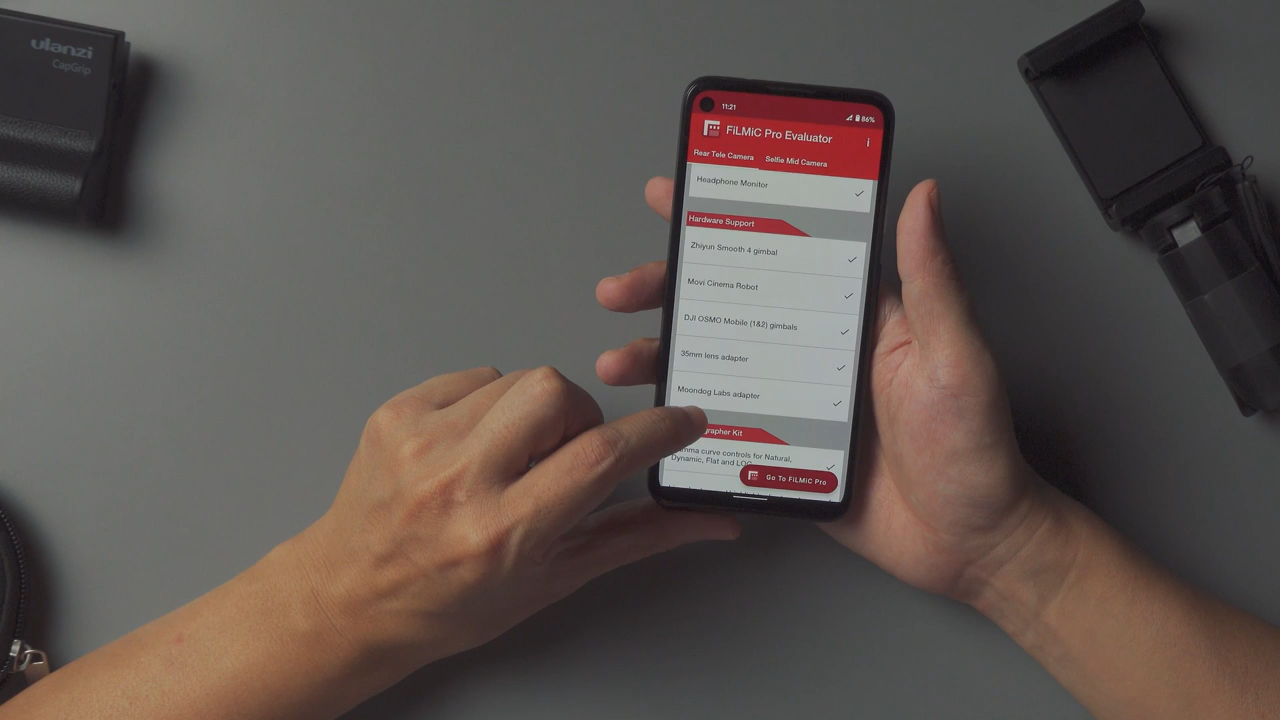 ulanzi
CapGrip
11:21
86%
FiLMiC Pro Evaluator
i
Rear Tele Camera
Selfie Mid Camera
Headphone Monitor
Hardware Support
Zhiyun Smooth 4 gimbal
Movi Cinema Robot
DJI OSMO Mobile (1&2) gimbals
35mm lens adapter
Moondog Labs adapter
Kit
curve controls for Natural,
Dynamic, Flat and LOG
Go To FiLMiC Pro